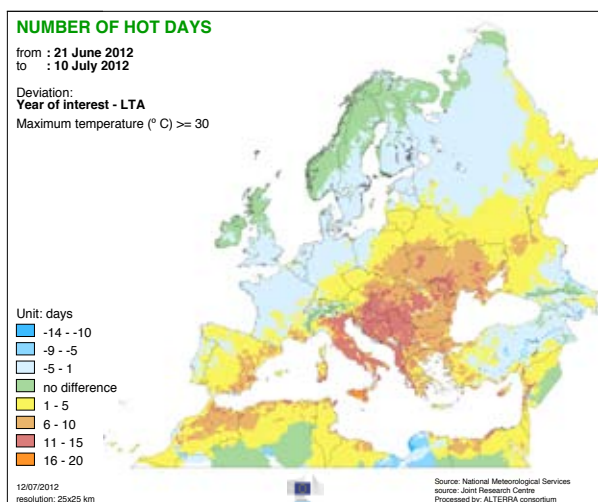 NUMBER OF HOT DAYS
from : 21 June 2012
to : 10 July 2012
Deviation:
Year of interest - LTA
Maximum temperature (º C) >= 30
Unit: days
-14 - -10
-9 - -5
-5 - 1
no difference
1 - 5
6 - 10
11 - 15
16 - 20
12/07/2012
resolution: 25x25 km
Source: National Meteorological Services
source: Joint Research Centre
Processed by: ALTERRA consortium